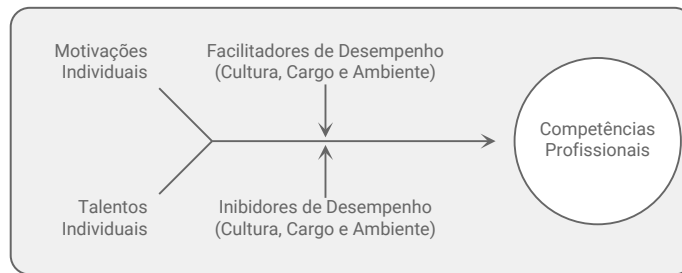 Motivações
Individuais
Facilitadores de Desempenho
(Cultura, Cargo e Ambiente)
Competências
Profissionais
Talentos
Individuais
Inibidores de Desempenho
(Cultura, Cargo e Ambiente)